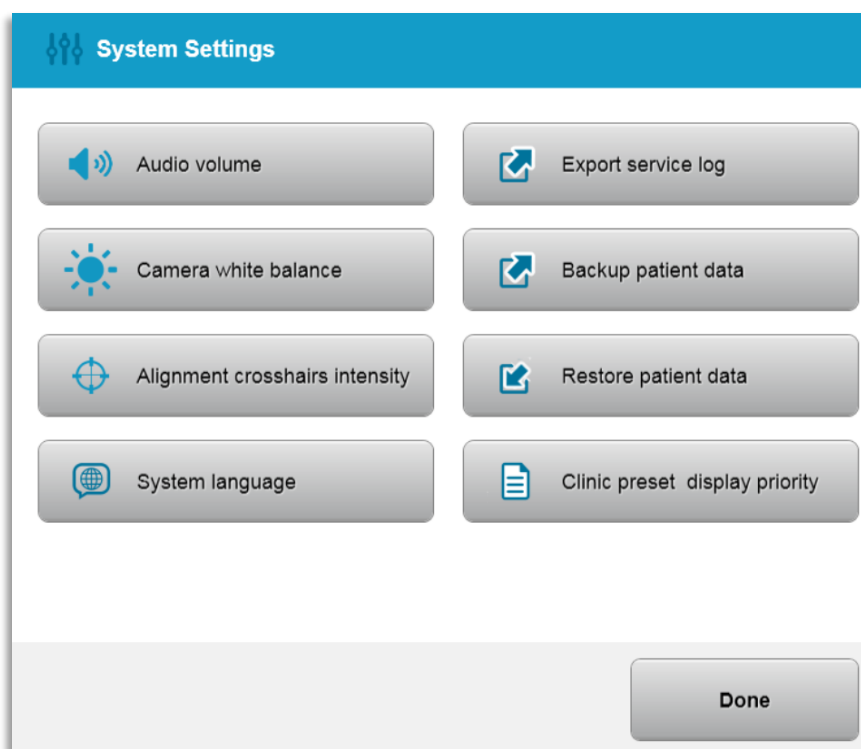 System Settings
Audio volume
Export service log
Camera white balance
Backup patient data
Alignment crosshairs intensity
Restore patient data
System language
Clinic preset display priority
Done